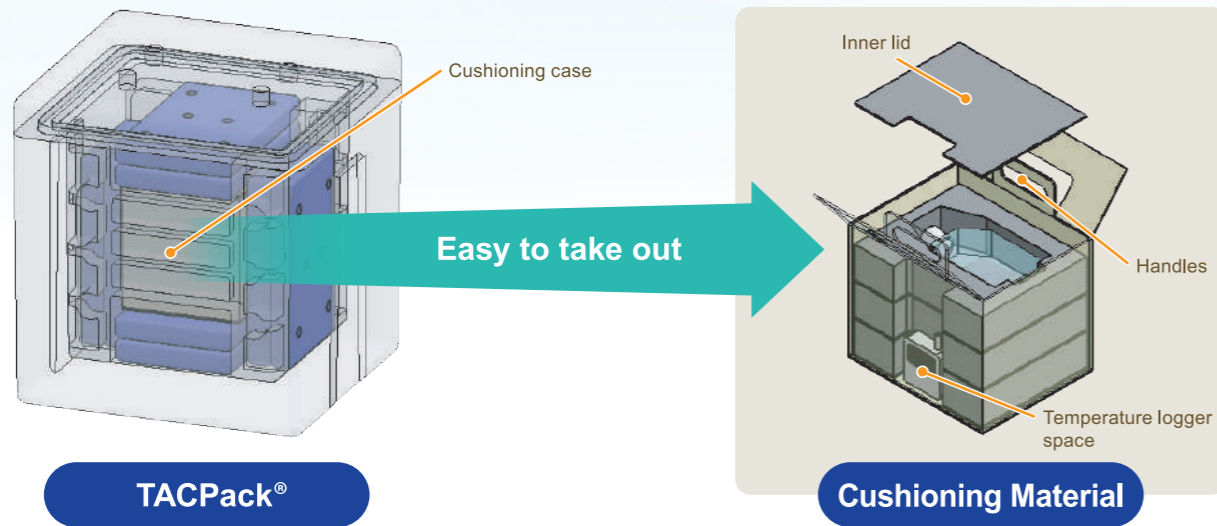 Cushioning case
Inner lid
Easy to take out
Handles
Temperature logger
space
TACPack®
Cushioning Material